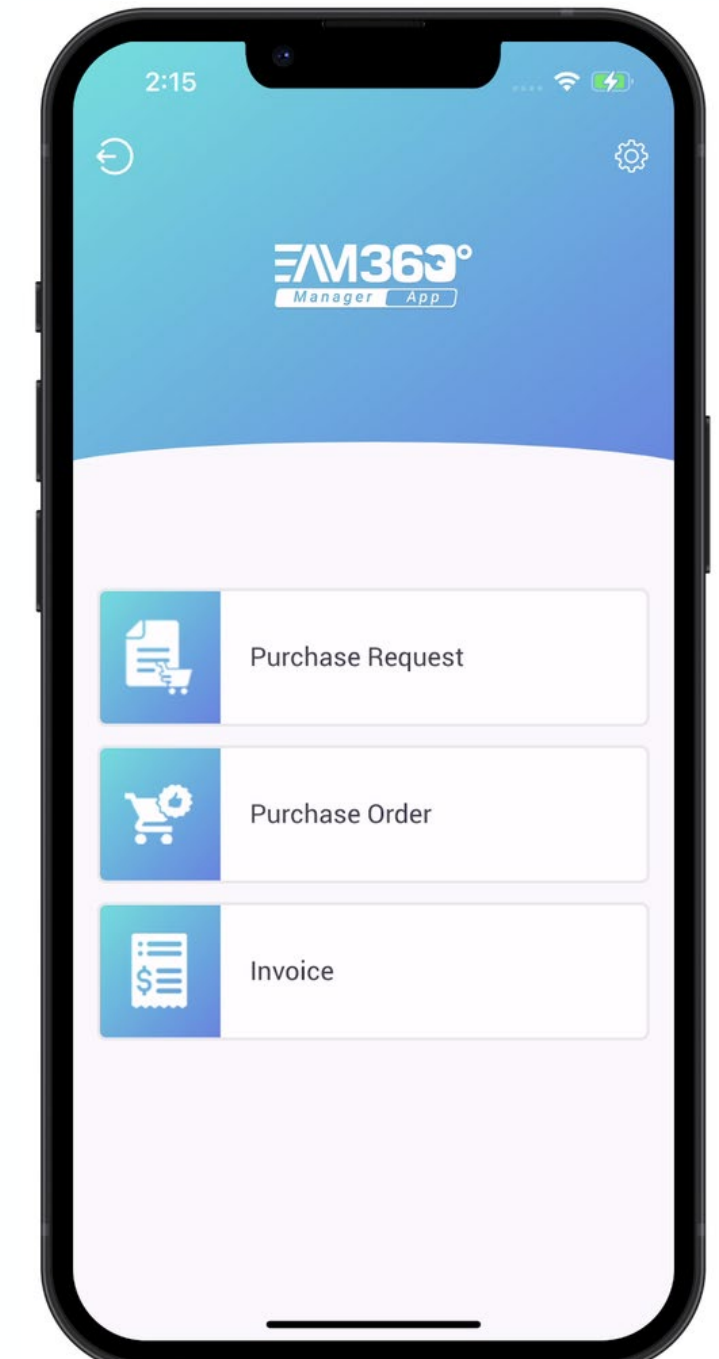 2:15
EAM360°
Manager App
Purchase Request
Purchase Order
$
Invoice